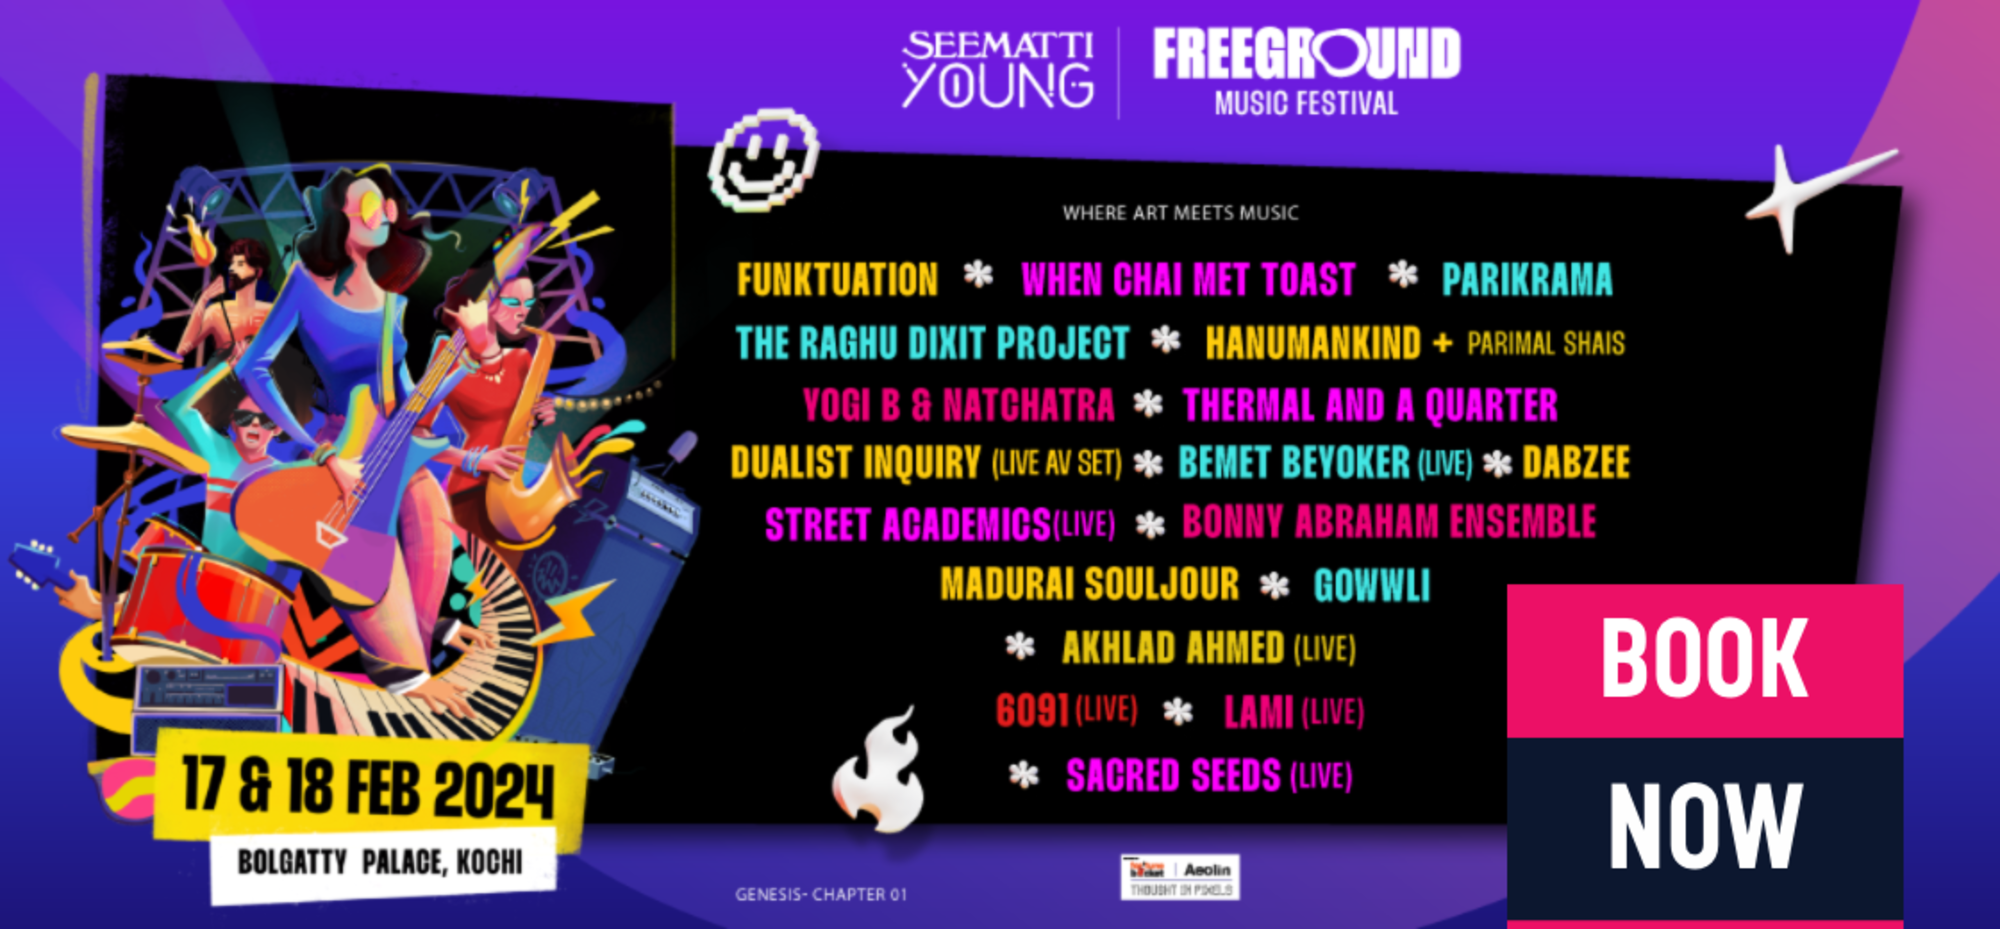 SEEMATTI
YOUNG
FREEGROUND
MUSIC FESTIVAL
WHERE ART MEETS MUSIC
FUNKTUATION * WHEN CHAI MET TOAST * PARIKRAMA
THE RAGHU DIXIT PROJECT * HANUMANKIND + PARIMAL SHAIS
YOGI B & NATCHATRA * THERMAL AND A QUARTER
DUALIST INQUIRY (LIVE AV SET) * BEMET BEYOKER (LIVE) * DABZEE
STREET ACADEMICS(LIVE) * BONNY ABRAHAM ENSEMBLE
MADURAI SOULJOUR * GOWWLI
* AKHLAD AHMED (LIVE)
6091(LIVE) * LAMI (LIVE)
* SACRED SEEDS (LIVE)
17 & 18 FEB 2024
BOLGATTY PALACE, KOCHI
GENESIS- CHAPTER 01
Aeolin
THOUGHT IN PIXELS
BOOK
NOW